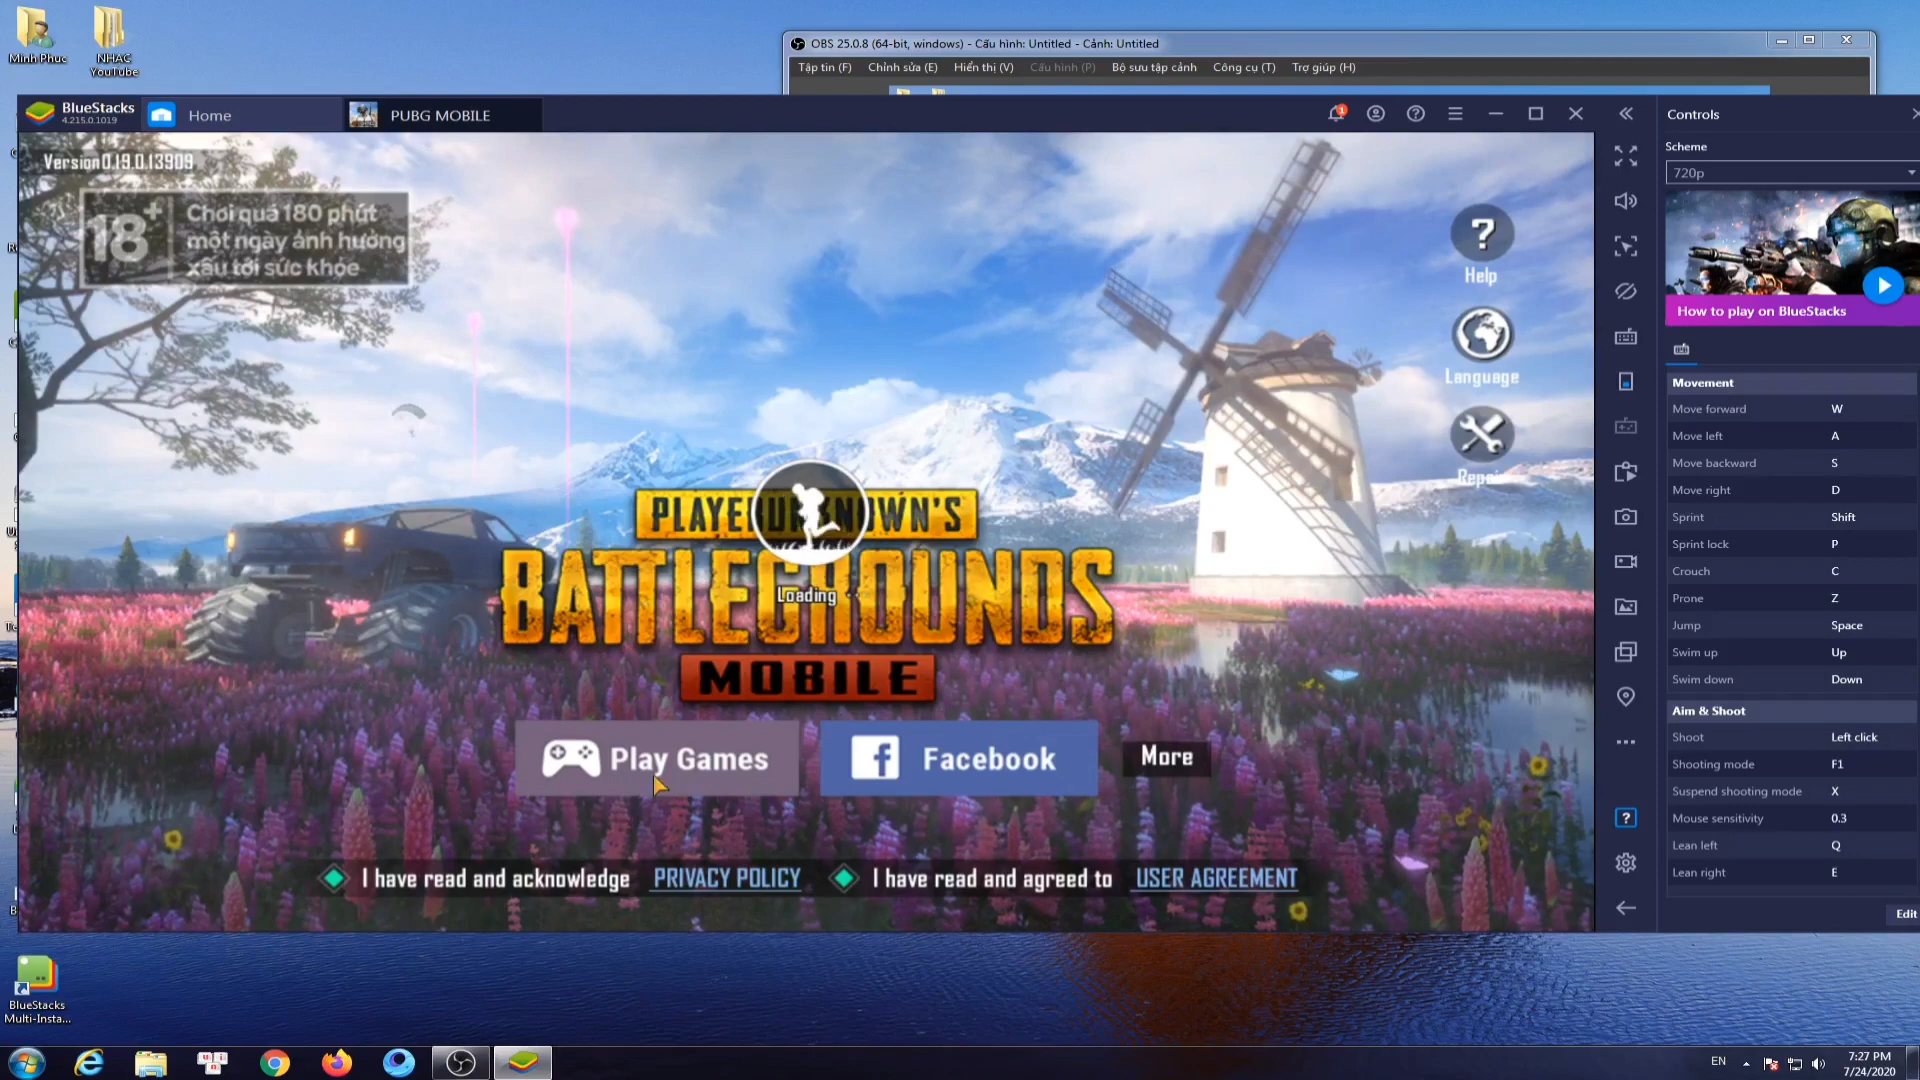 Minh Phuc
NHAC
YouTube
OBS 25.0.8 (64-bit, windows) - Cấu hình: Untitled - Cảnh: Untitled
Tập tin (F) Chỉnh sửa (E) Hiển thị (V) Cấu hình (P) Bộ sưu tập cảnh Công cụ (T) Trợ giúp (H)
BlueStacks
4.215.0.1019
Home
PUBG MOBILE
1
Version0.19.0.13909
18+
Chơi quá 180 phút
một ngày ảnh hưởng
xấu tới sức khỏe
?
Help
Language
Repair
PLAYERUNKNOWN'S
BATTLEGROUNDS
MOBILE
Loading
Play Games
Facebook
More
I have read and acknowledge PRIVACY POLICY
I have read and agreed to USER AGREEMENT
Controls
Scheme
720p
How to play on BlueStacks
Movement
Move forward W
Move left A
Move backward S
Move right D
Sprint Shift
Sprint lock P
Crouch C
Prone Z
Jump Space
Swim up Up
Swim down Down
Aim & Shoot
Shoot Left click
Shooting mode F1
Suspend shooting mode X
Mouse sensitivity 0.3
Lean left Q
Lean right E
Edit
BlueStacks
Multi-Insta...
EN
7:27 PM
7/24/2020